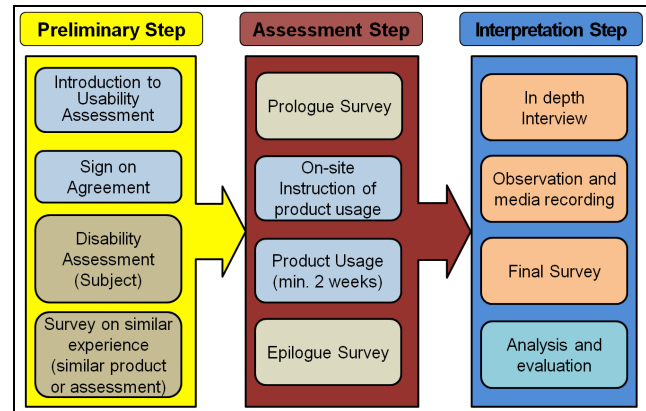 Preliminary Step
Introduction to
Usability
Assessment
Sign on
Agreement
Disability
Assessment
(Subject)
Survey on similar
experience
(similar product
or assessment)
Assessment Step
Prologue Survey
On-site
Instruction of
product usage
Product Usage
(min. 2 weeks)
Epilogue Survey
Interpretation Step
In depth
Interview
Observation and
media recording
Final Survey
Analysis and
evaluation